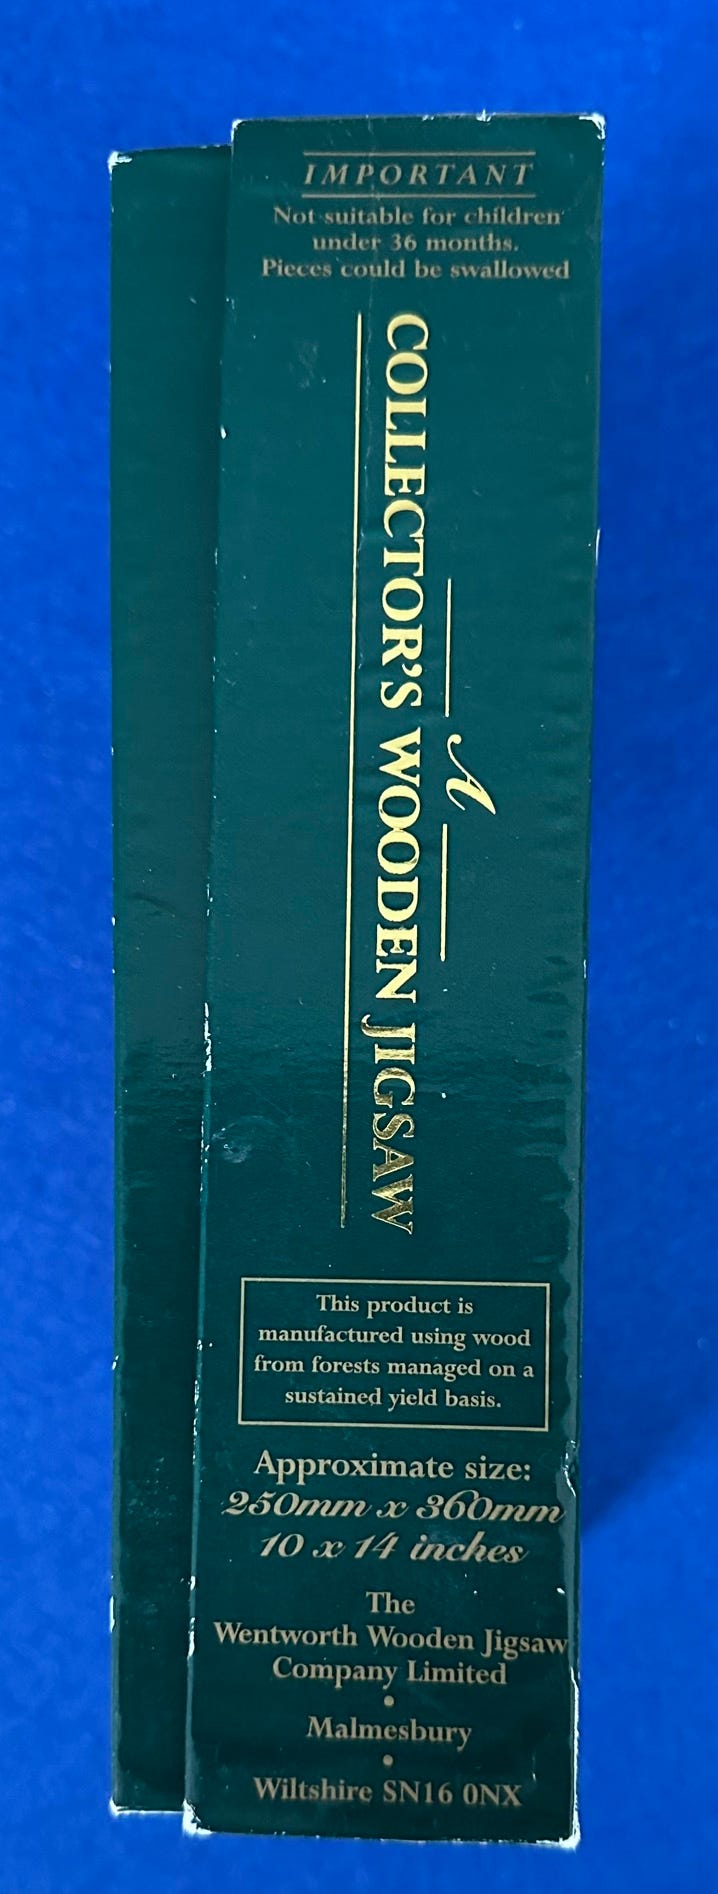 IMPORTANT
Not suitable for children
under 36 months.
Pieces could be swallowed
A
COLLECTOR'S WOODEN JIGSAW
This product is
manufactured using wood
from forests managed on a
sustained yield basis.
Approximate size:
250mm x 360mm
10 x 14 inches
The
Wentworth Wooden Jigsaw
Company Limited
•
Malmesbury
•
Wiltshire SN16 0NX